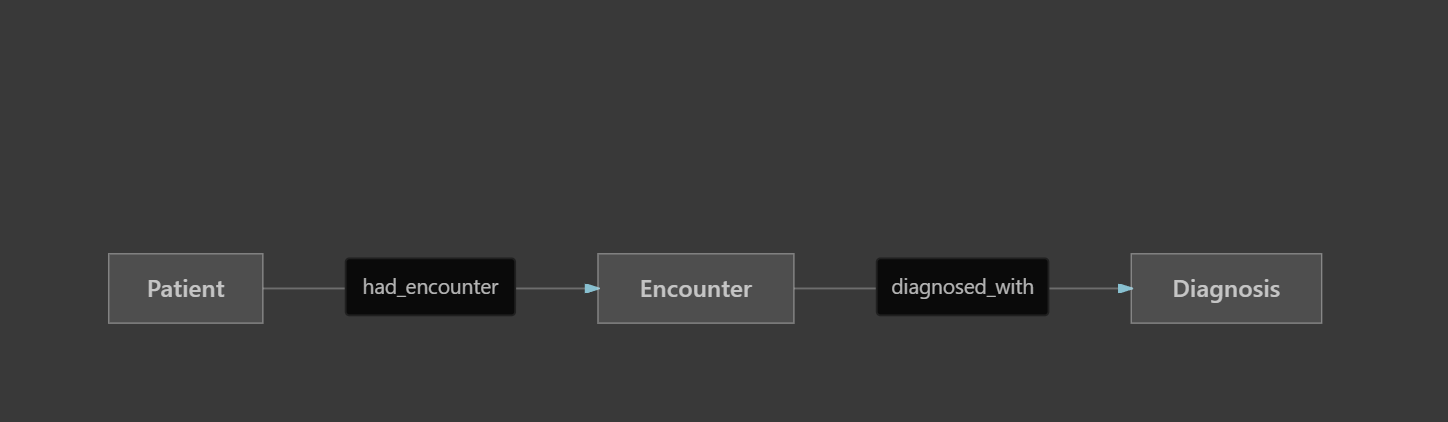 Patient
had_encounter
Encounter
diagnosed_with
Diagnosis